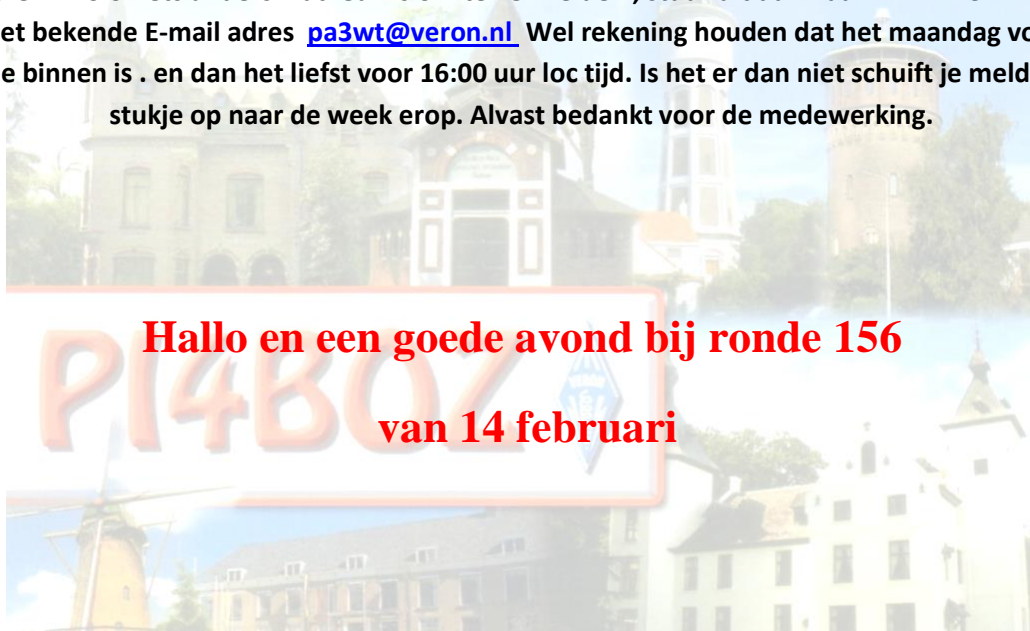 et bekende E-mail adres pa3wt@veron.nl Wel rekening houden dat het maandag vo
e binnen is . en dan het liefst voor 16:00 uur loc tijd. Is het er dan niet schuift je meld
stukje op naar de week erop. Alvast bedankt voor de medewerking.
Hallo en een goede avond bij ronde 156
PI4BOZ
VERON
van 14 februari